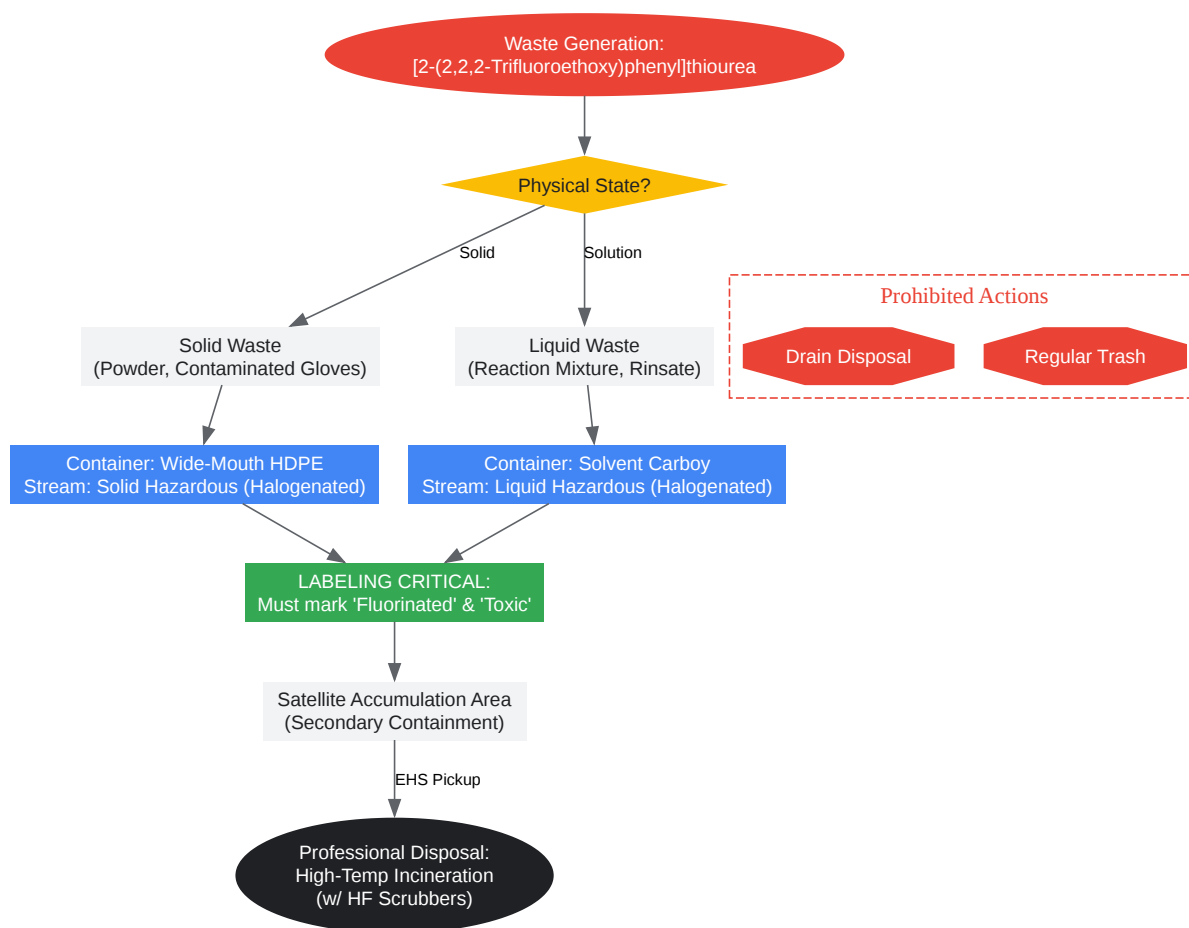 Waste Generation:
[2-(2,2,2-Trifluoroethoxy)phenyl]thiourea
Physical State?
Solid
Solution
Prohibited Actions
Drain Disposal
Regular Trash
Solid Waste
(Powder, Contaminated Gloves)
Liquid Waste
(Reaction Mixture, Rinsate)
Container: Wide-Mouth HDPE
Stream: Solid Hazardous (Halogenated)
Container: Solvent Carboy
Stream: Liquid Hazardous (Halogenated)
LABELING CRITICAL:
Must mark 'Fluorinated' & 'Toxic'
Satellite Accumulation Area
(Secondary Containment)
EHS Pickup
Professional Disposal:
High-Temp Incineration
(w/ HF Scrubbers)